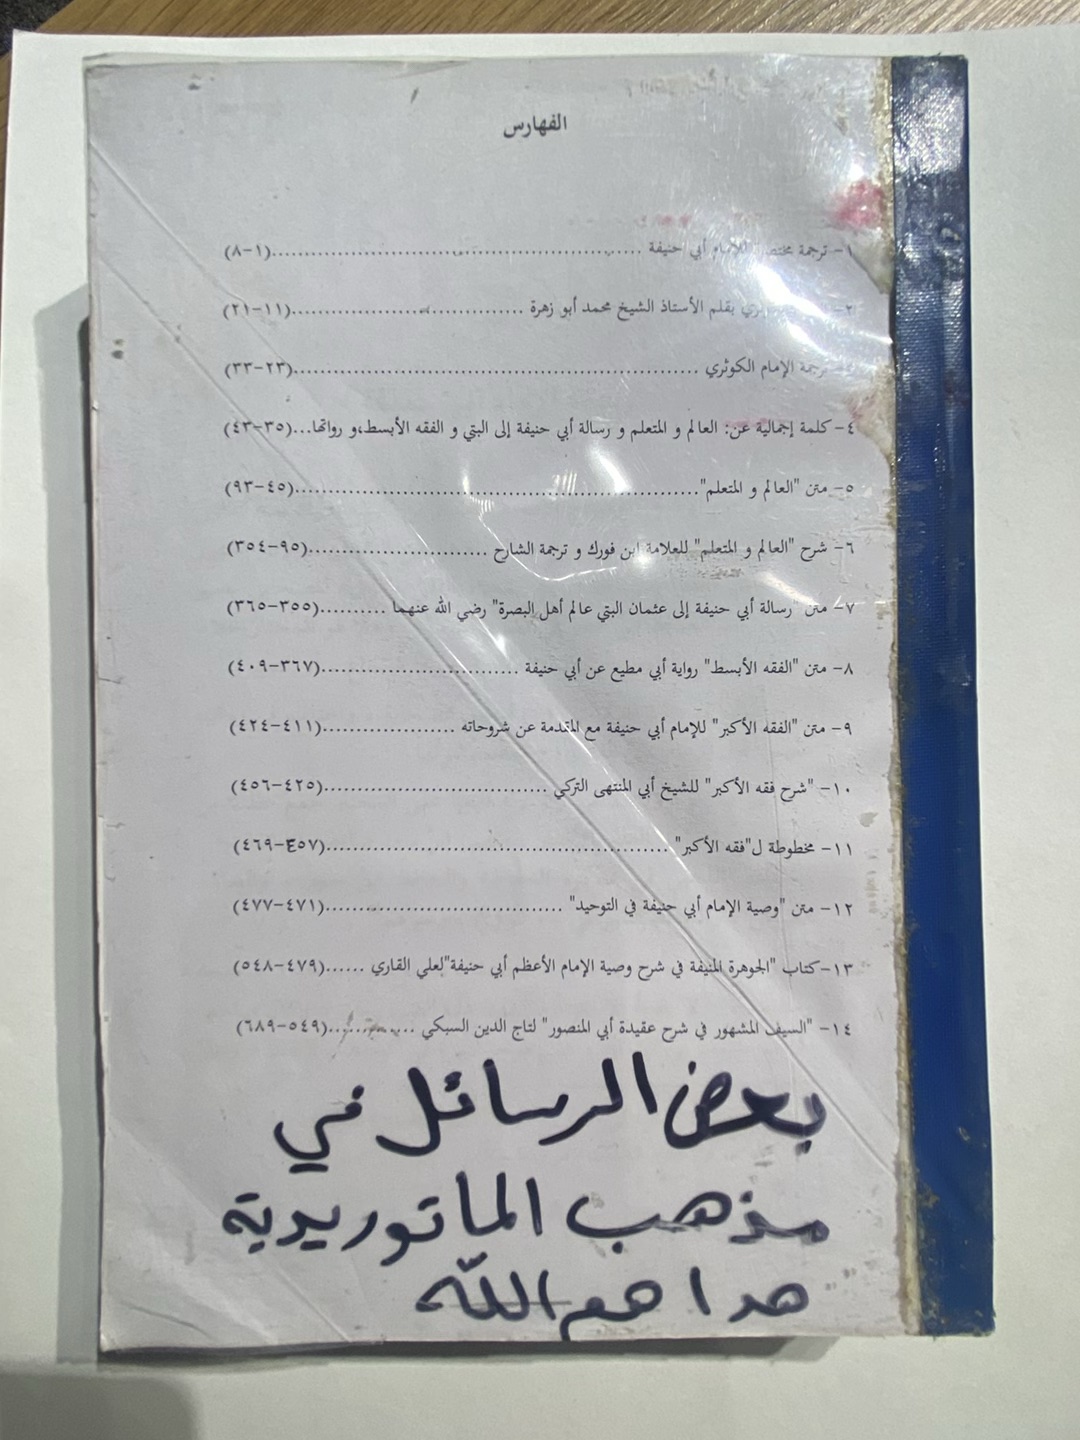 الفهارس
١- ترجمة مختصرة للإمام أبي حنيفة ........................................(١-٨)
٢- بقلم الأستاذ الشيخ محمد أبو زهرة ..............................(١١-٢١)
ترجمة الإمام الكوثري ........................................(٢٣-٣٣)
٤- كلمة إجمالية عن: العالم و المتعلم و رسالة أبي حنيفة إلى البتي و الفقه الأبسط،و رواتها...(٣٥-٤٣)
٥- متن "العالم و المتعلم"........................................(٤٥-٩٣)
٦- شرح "العالم و المتعلم" للعلامة ابن فورك و ترجمة الشارح ..............................(٩٥-٣٥٤)
٧- متن "رسالة أبي حنيفة إلى عثمان البتي عالم أهل البصرة" رضي الله عنهما ..........(٣٥٥-٣٦٥)
٨- متن "الفقه الأبسط" رواية أبي مطيع عن أبي حنيفة ..............................(٣٦٧-٤٠٩)
٩- متن "الفقه الأكبر" للإمام أبي حنيفة مع المقدمة عن شروحاته ....................(٤١١-٤٢٤)
١٠- "شرح فقه الأكبر" للشيخ أبي المنتهى التركي ..............................(٤٢٥-٤٥٦)
١١- مخطوطة ل"فقه الأكبر" ........................................(٤٥٧-٤٦٩)
١٢- متن "وصية الإمام أبي حنيفة في التوحيد" ..............................(٤٧١-٤٧٧)
١٣-كتاب "الجوهرة المنيفة في شرح وصية الإمام الأعظم أبي حنيفة"لعلي القاري ......(٤٧٩-٥٤٨)
١٤- "السيف المشهور في شرح عقيدة أبي المنصور" لتاج الدين السبكي ...............(٥٤٩-٦٨٩)
بعض الرسائل في
مذهب الماتوريدية
هداهم الله